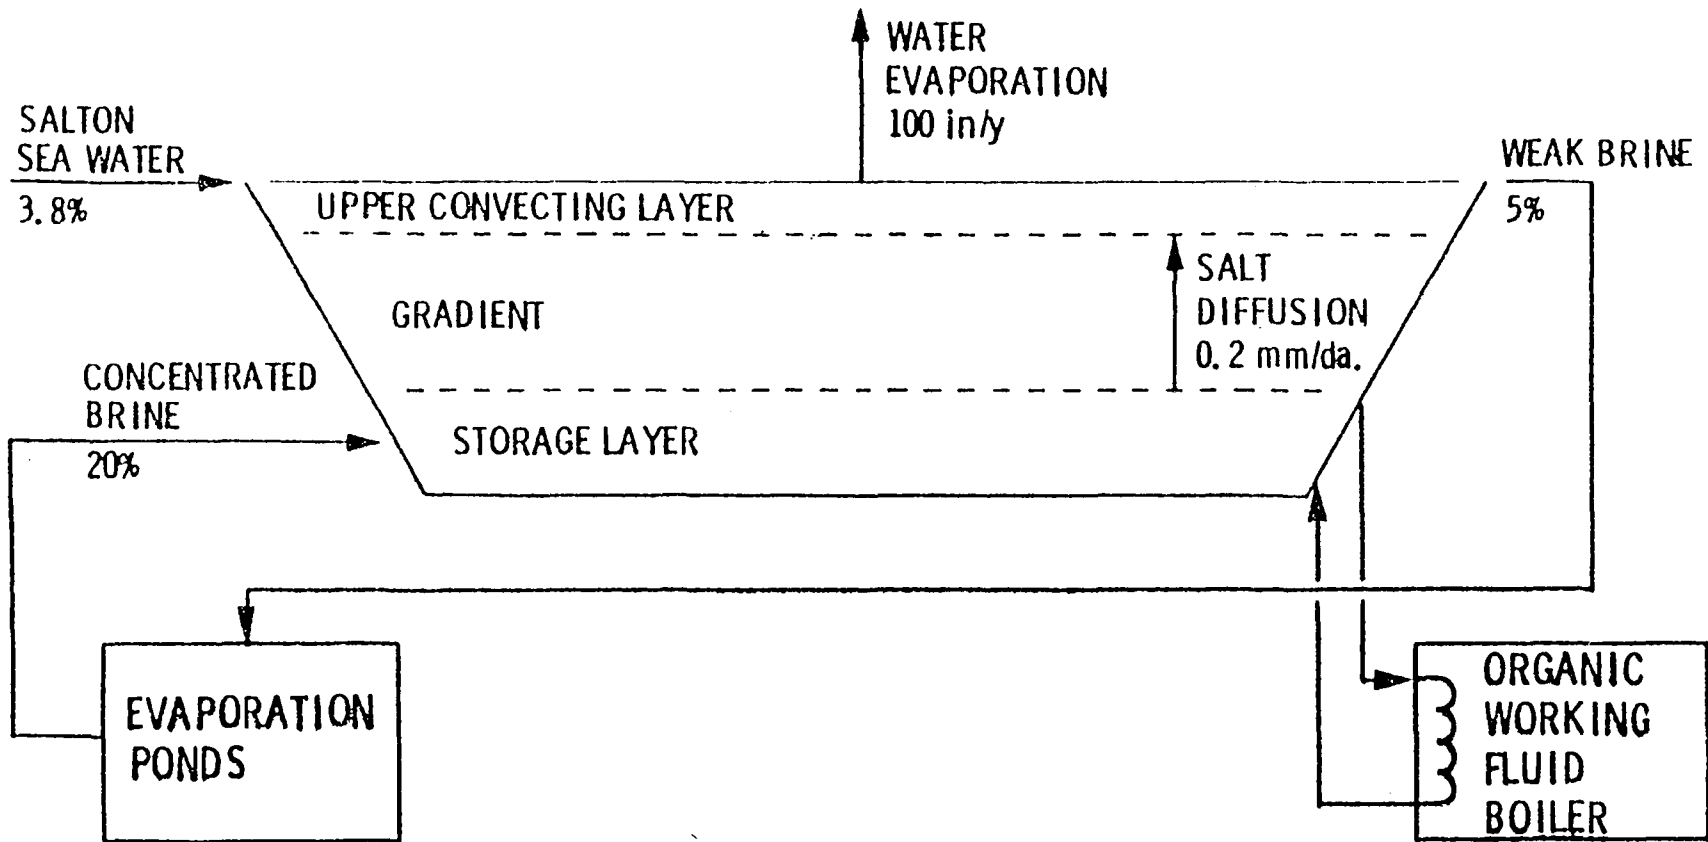 WATER
EVAPORATION
100 in/y
SALTON
SEA WATER
3.8%
WEAK BRINE
5%
UPPER CONVECTING LAYER
SALT
DIFFUSION
0.2 mm/da.
GRADIENT
CONCENTRATED
BRINE
20%
STORAGE LAYER
EVAPORATION
PONDS
ORGANIC
WORKING
FLUID
BOILER